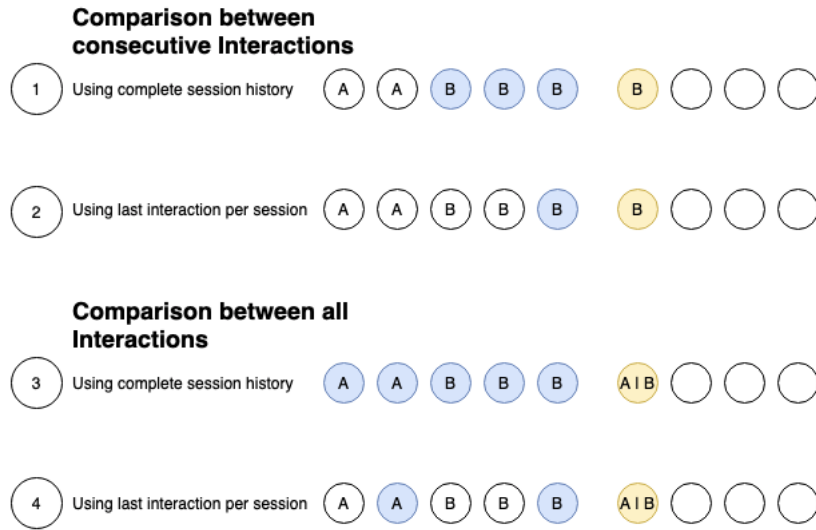 Comparison between
consecutive Interactions
1 Using complete session history A A B B B B
2 Using last interaction per session A A B B B B
Comparison between all
Interactions
3 Using complete session history A A B B B A I B
4 Using last interaction per session A A B B B A I B